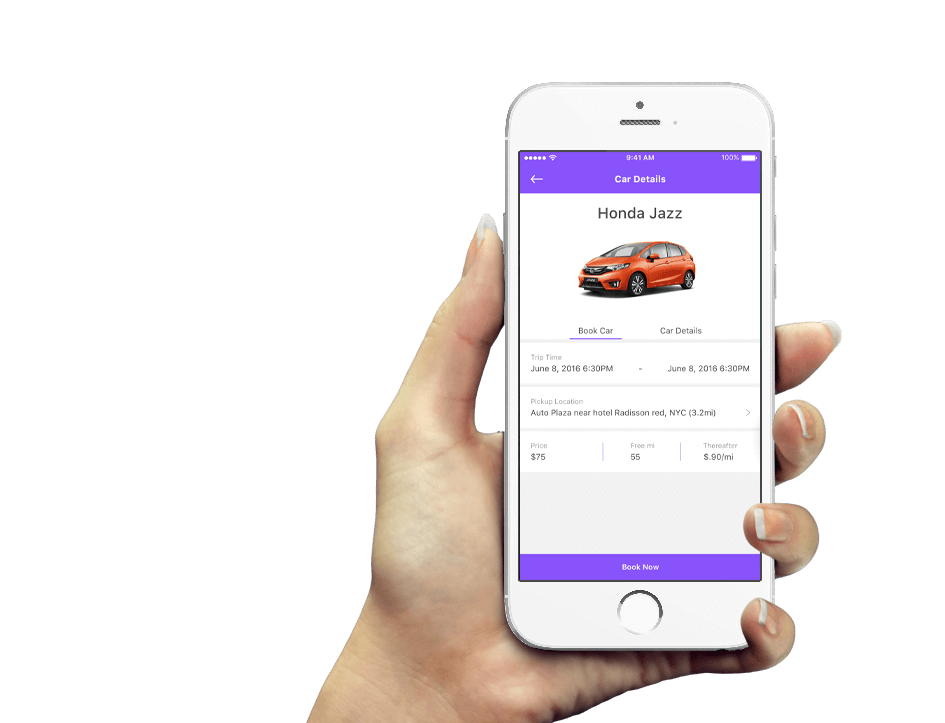 9:41 AM 100%
Car Details
Honda Jazz
Book Car Car Details
Trip Time
June 8, 2016 6:30PM - June 8, 2016 6:30PM
Pickup Location
Auto Plaza near hotel Radisson red, NYC (3.2mi)
Price Free mi Thereafter
$75 55 $.90/mi
Book Now